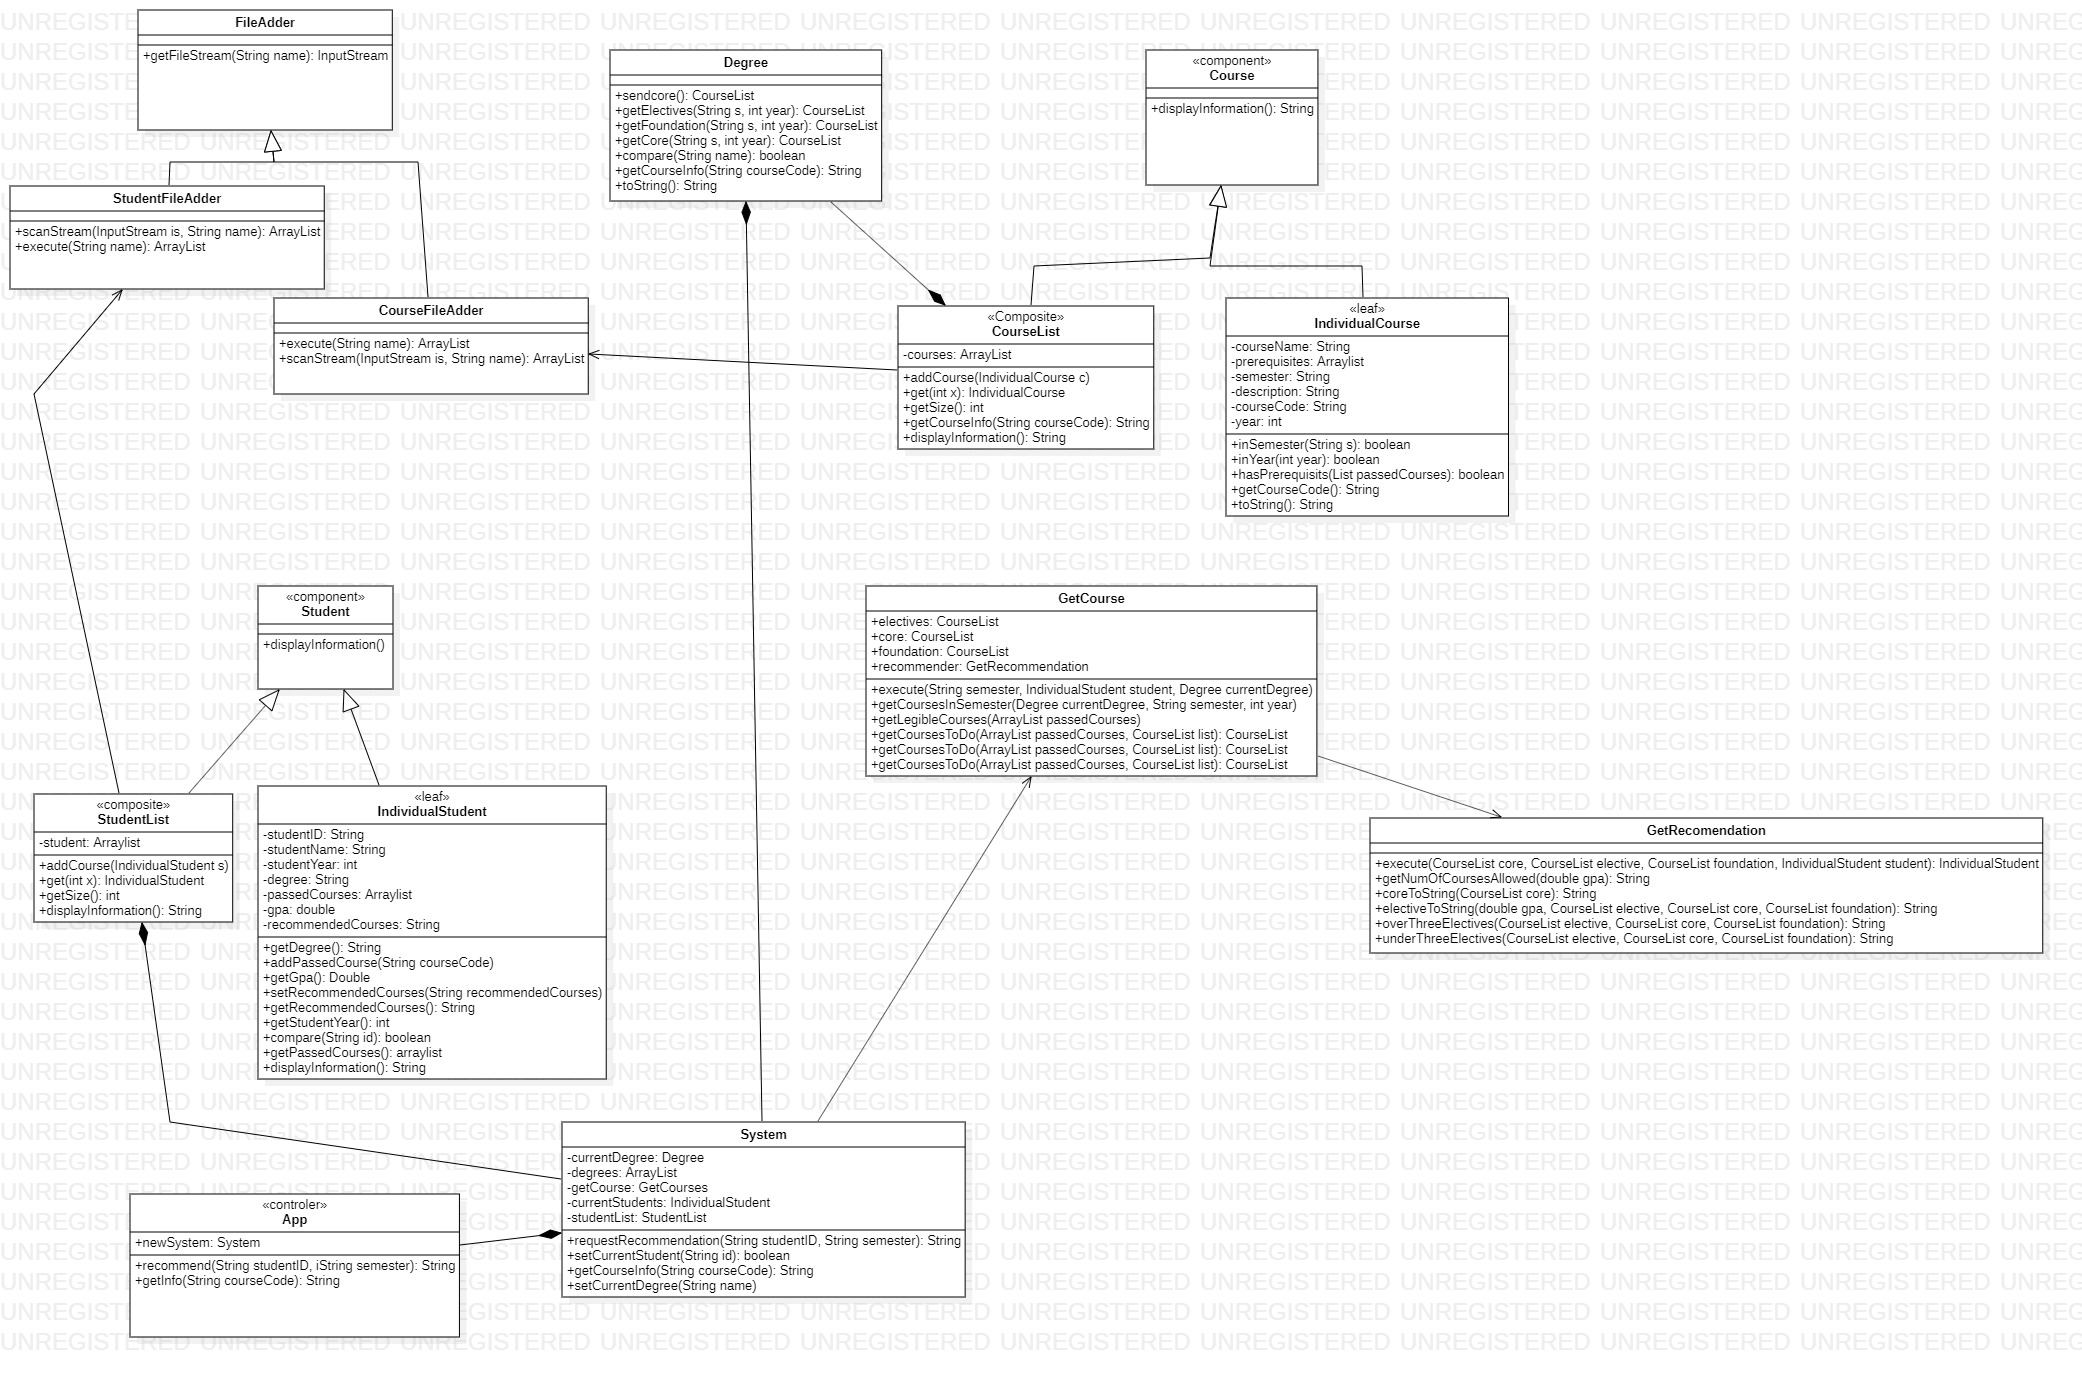 FileAdder
+getFileStream(String name): InputStream
StudentFileAdder
+scanStream(InputStream is, String name): ArrayList
+execute(String name): ArrayList
CourseFileAdder
+execute(String name): ArrayList
+scanStream(InputStream is, String name): ArrayList
Degree
+sendcore(): CourseList
+getElectives(String s, int year): CourseList
+getFoundation(String s, int year): CourseList
+getCore(String s, int year): CourseList
+compare(String name): boolean
+getCourseInfo(String courseCode): String
+toString(): String
«component»
Course
+displayInformation(): String
«Composite»
CourseList
-courses: ArrayList
+addCourse(IndividualCourse c)
+get(int x): IndividualCourse
+getSize(): int
+getCourseInfo(String courseCode): String
+displayInformation(): String
«leaf»
IndividualCourse
-courseName: String
-prerequisites: Arraylist
-semester: String
-description: String
-courseCode: String
-year: int
+inSemester(String s): boolean
+inYear(int year): boolean
+hasPrerequisits(List passedCourses): boolean
+getCourseCode(): String
+toString(): String
«component»
Student
+displayInformation()
«composite»
StudentList
-student: Arraylist
+addCourse(IndividualStudent s)
+get(int x): IndividualStudent
+getSize(): int
+displayInformation(): String
«leaf»
IndividualStudent
-studentID: String
-studentName: String
-studentYear: int
-degree: String
-passedCourses: Arraylist
-gpa: double
-recommendedCourses: String
+getDegree(): String
+addPassedCourse(String courseCode)
+getGpa(): Double
+setRecommendedCourses(String recommendedCourses)
+getRecommendedCourses(): String
+getStudentYear(): int
+compare(String id): boolean
+getPassedCourses(): arraylist
+displayInformation(): String
GetCourse
+electives: CourseList
+core: CourseList
+foundation: CourseList
+recommender: GetRecommendation
+execute(String semester, IndividualStudent student, Degree currentDegree)
+getCoursesInSemester(Degree currentDegree, String semester, int year)
+getLegibleCourses(ArrayList passedCourses)
+getCoursesToDo(ArrayList passedCourses, CourseList list): CourseList
+getCoursesToDo(ArrayList passedCourses, CourseList list): CourseList
+getCoursesToDo(ArrayList passedCourses, CourseList list): CourseList
GetRecomendation
+execute(CourseList core, CourseList elective, CourseList foundation, IndividualStudent student): IndividualStudent
+getNumOfCoursesAllowed(double gpa): String
+coreToString(CourseList core): String
+electiveToString(double gpa, CourseList elective, CourseList core, CourseList foundation): String
+overThreeElectives(CourseList elective, CourseList core, CourseList foundation): String
+underThreeElectives(CourseList elective, CourseList core, CourseList foundation): String
System
-currentDegree: Degree
-degrees: ArrayList
-getCourse: GetCourses
-currentStudents: IndividualStudent
-studentList: StudentList
+requestRecommendation(String studentID, String semester): String
+setCurrentStudent(String id): boolean
+getCourseInfo(String courseCode): String
+setCurrentDegree(String name)
«controler»
App
+newSystem: System
+recommend(String studentID, iString semester): String
+getInfo(String courseCode): String
UNREGISTERED